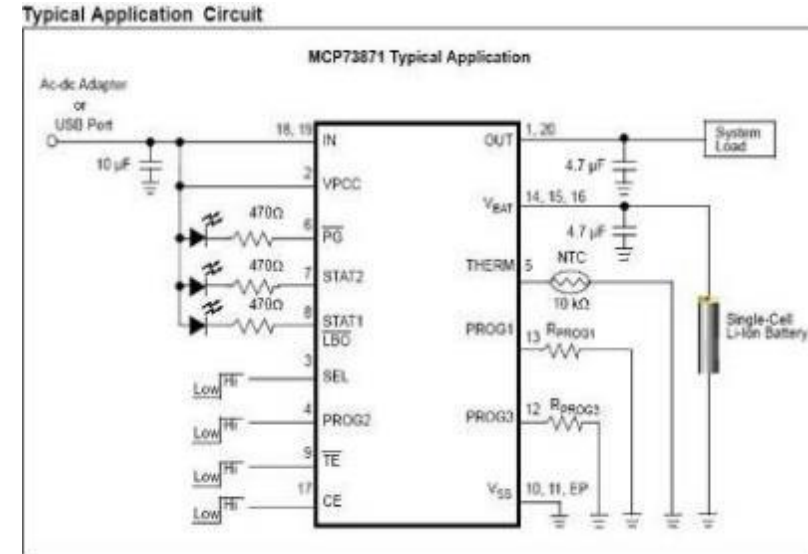 Typical Application Circuit
MCP73871 Typical Application
Ac-dc Adapter
or
USB Port
10 µF
18, 19
IN
2
VPCC
470Ω
6
PG
470Ω
7
STAT2
470Ω
8
STAT1
LBO
3
SEL
Low Hi
4
PROG2
Low Hi
9
TE
Low Hi
17
CE
Low Hi
OUT
1, 20
System
Load
4.7 µF
VBAT
14, 15, 16
4.7 µF
THERM
5
NTC
10 kΩ
PROG1
13
RPROG1
Single-Cell
Li-Ion Battery
PROG3
12
RPROG3
VSS
10, 11, EP